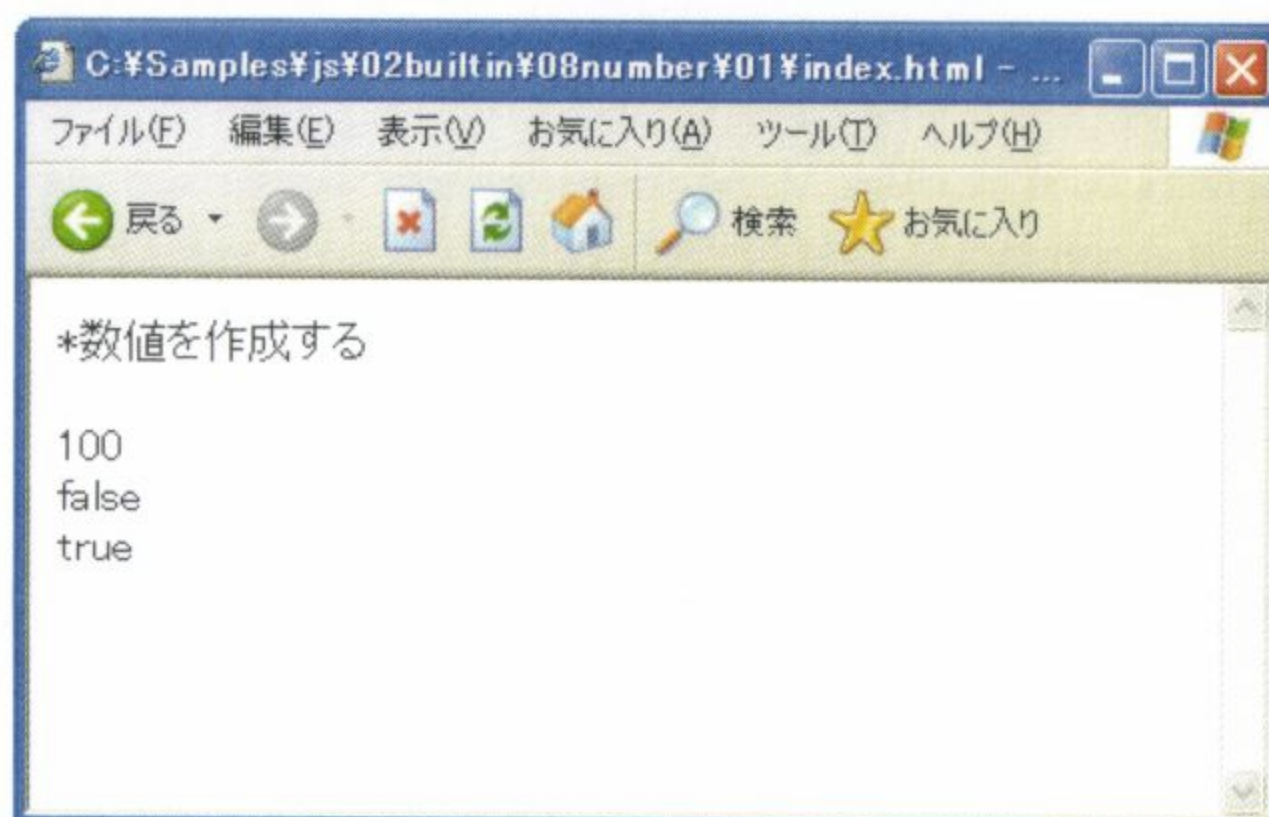 C:¥Samples¥js¥02builtin¥08number¥01¥index.html - ...
ファイル(F) 編集(E) 表示(V) お気に入り(A) ツール(T) ヘルプ(H)
戻る 検索 お気に入り
*数値を作成する
100
false
true